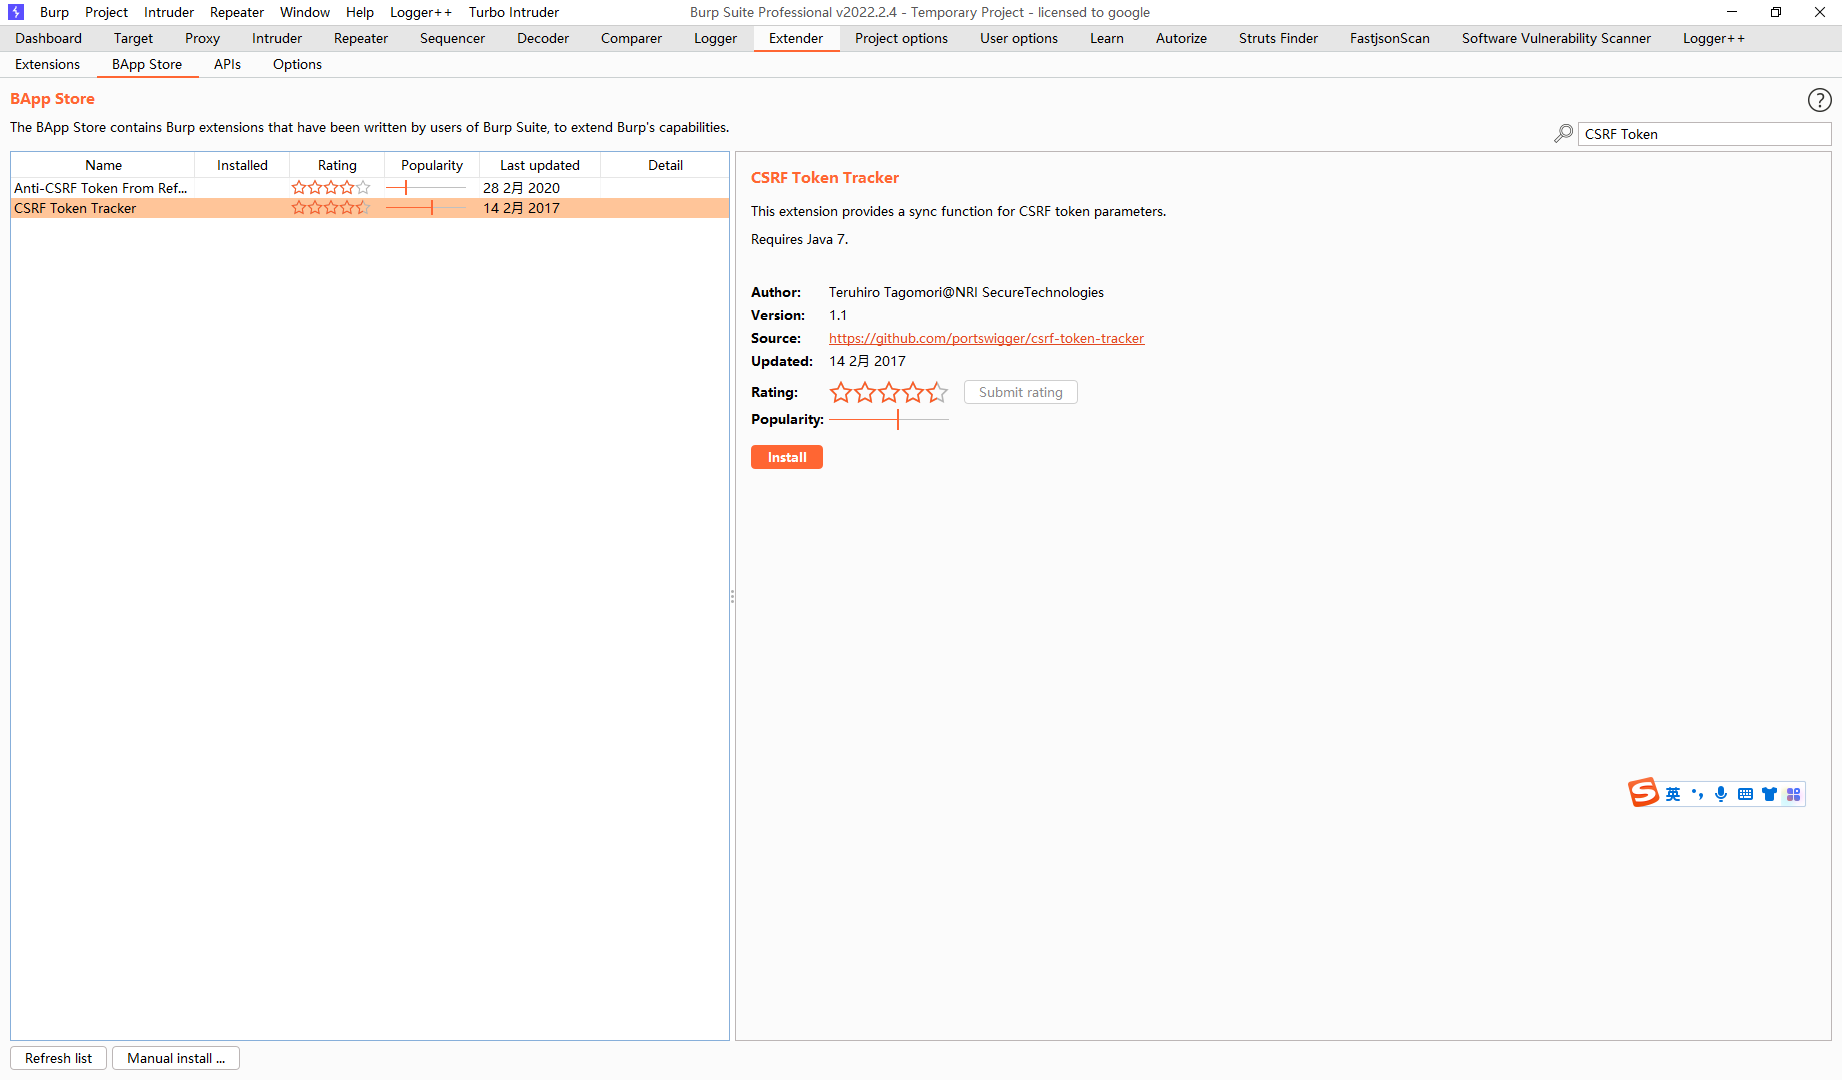 Burp Project Intruder Repeater Window Help Logger++ Turbo Intruder Burp Suite Professional v2022.2.4 - Temporary Project - licensed to google
Dashboard Target Proxy Intruder Repeater Sequencer Decoder Comparer Logger Extender Project options User options Learn Autorize Struts Finder FastjsonScan Software Vulnerability Scanner Logger++
Extensions BApp Store APIs Options
BApp Store
The BApp Store contains Burp extensions that have been written by users of Burp Suite, to extend Burp's capabilities.
CSRF Token
Name Installed Rating Popularity Last updated Detail
Anti-CSRF Token From Ref... 28 2月 2020
CSRF Token Tracker 14 2月 2017
CSRF Token Tracker
This extension provides a sync function for CSRF token parameters.
Requires Java 7.
Author: Teruhiro Tagomori@NRI SecureTechnologies
Version: 1.1
Source: https://github.com/portswigger/csrf-token-tracker
Updated: 14 2月 2017
Rating: Submit rating
Popularity:
Install
英
Refresh list Manual install ...